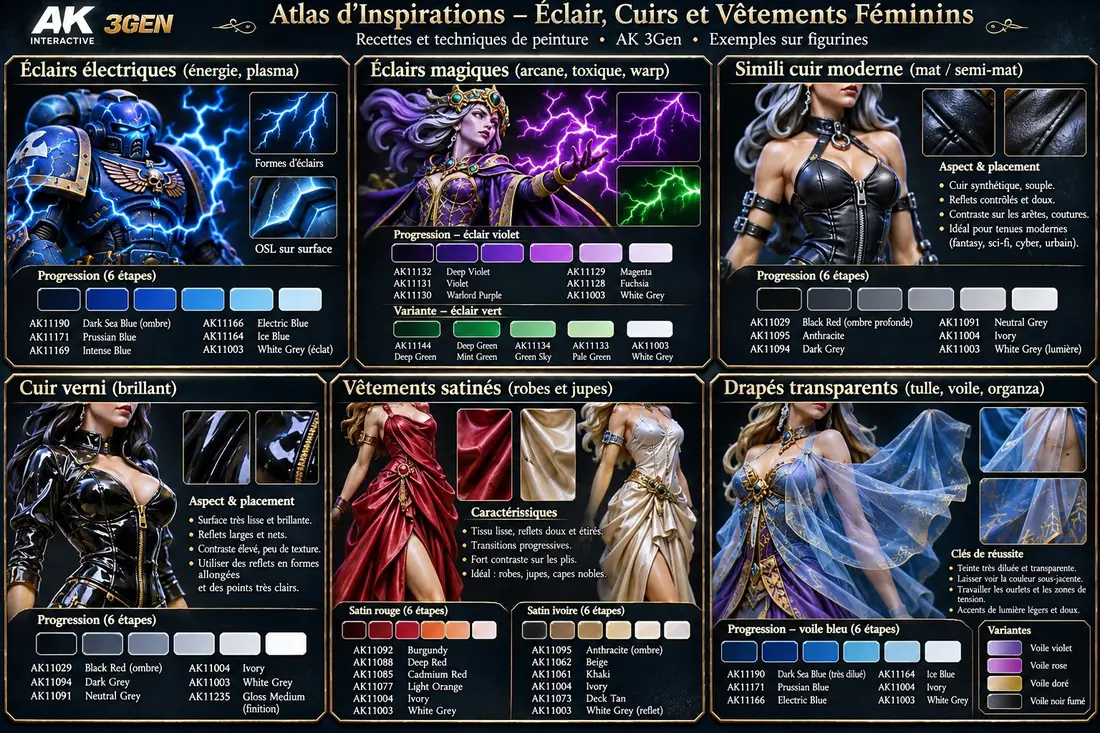 AK
INTERACTIVE
3GEN
Atlas d'Inspirations – Éclair, Cuirs et Vêtements Féminins
Recettes et techniques de peinture • AK 3Gen • Exemples sur figurines
Éclairs électriques (énergie, plasma)
Formes d'éclairs
OSL sur surface
Progression (6 étapes)
AK11190 Dark Sea Blue (ombre)
AK11171 Prussian Blue
AK11169 Intense Blue
AK11166 Electric Blue
AK11164 Ice Blue
AK11003 White Grey (éclat)
Éclairs magiques (arcane, toxique, warp)
Progression – éclair violet
AK11132 Deep Violet
AK11131 Violet
AK11130 Warlord Purple
AK11129 Magenta
AK11128 Fuchsia
AK11003 White Grey
Variante – éclair vert
AK11144
Deep Green
Deep Green
Mint Green
AK11134
Green Sky
AK11133
Pale Green
AK11003
White Grey
Simili cuir moderne (mat / semi-mat)
Aspect & placement
• Cuir synthétique, souple.
• Reflets contrôlés et doux.
• Contraste sur les arètes, coutures.
• Idéal pour tenues modernes
(fantasy, sci-fi, cyber, urbain).
Progression (6 étapes)
AK11029 Black Red (ombre profonde)
AK11095 Anthracite
AK11094 Dark Grey
AK11091 Neutral Grey
AK11004 Ivory
AK11003 White Grey (lumière)
Cuir verni (brillant)
Aspect & placement
• Surface très lisse et brillante.
• Reflets larges et nets.
• Contraste élevé, peu de texture.
• Utiliser des reflets en formes
allongées
et des points très clairs.
Progression (6 étapes)
AK11029 Black Red (ombre)
AK11094 Dark Grey
AK11091 Neutral Grey
AK11004 Ivory
AK11003 White Grey
AK11235 Gloss Medium
(finition)
Vêtements satinés (robes et jupes)
Caractérissiques
• Tissu lisse, reflets doux et étirés.
• Transitions progressives.
• Fort contraste sur les plis.
• Idéal : robes, jupes, capes nobles.
Satin rouge (6 étapes)
AK11092 Burgundy
AK11088 Deep Red
AK11085 Cadmium Red
AK11077 Light Orange
AK11004 Ivory
AK11003 White Grey
Satin ivoire (6 étapes)
AK11095 Anthracite (ombre)
AK11062 Beige
AK11061 Khaki
AK11004 Ivory
AK11073 Deck Tan
AK11003 White Grey (reflet)
Drapés transparents (tulle, voile, organza)
Clés de réussite
• Teinte très diluée et transparente.
• Laisser voir la couleur sous-jacente.
• Travailler les ourlets et les zones de
tension.
• Accents de lumière légers et doux.
Progression – voile bleu (6 étapes)
AK11190 Dark Sea Blue (très dilué)
AK11171 Prussian Blue
AK11166 Electric Blue
AK11164 Ice Blue
AK11004 Ivory
AK11003 White Grey
Variantes
Voile violet
Voile rose
Voile doré
Voile noir fumé